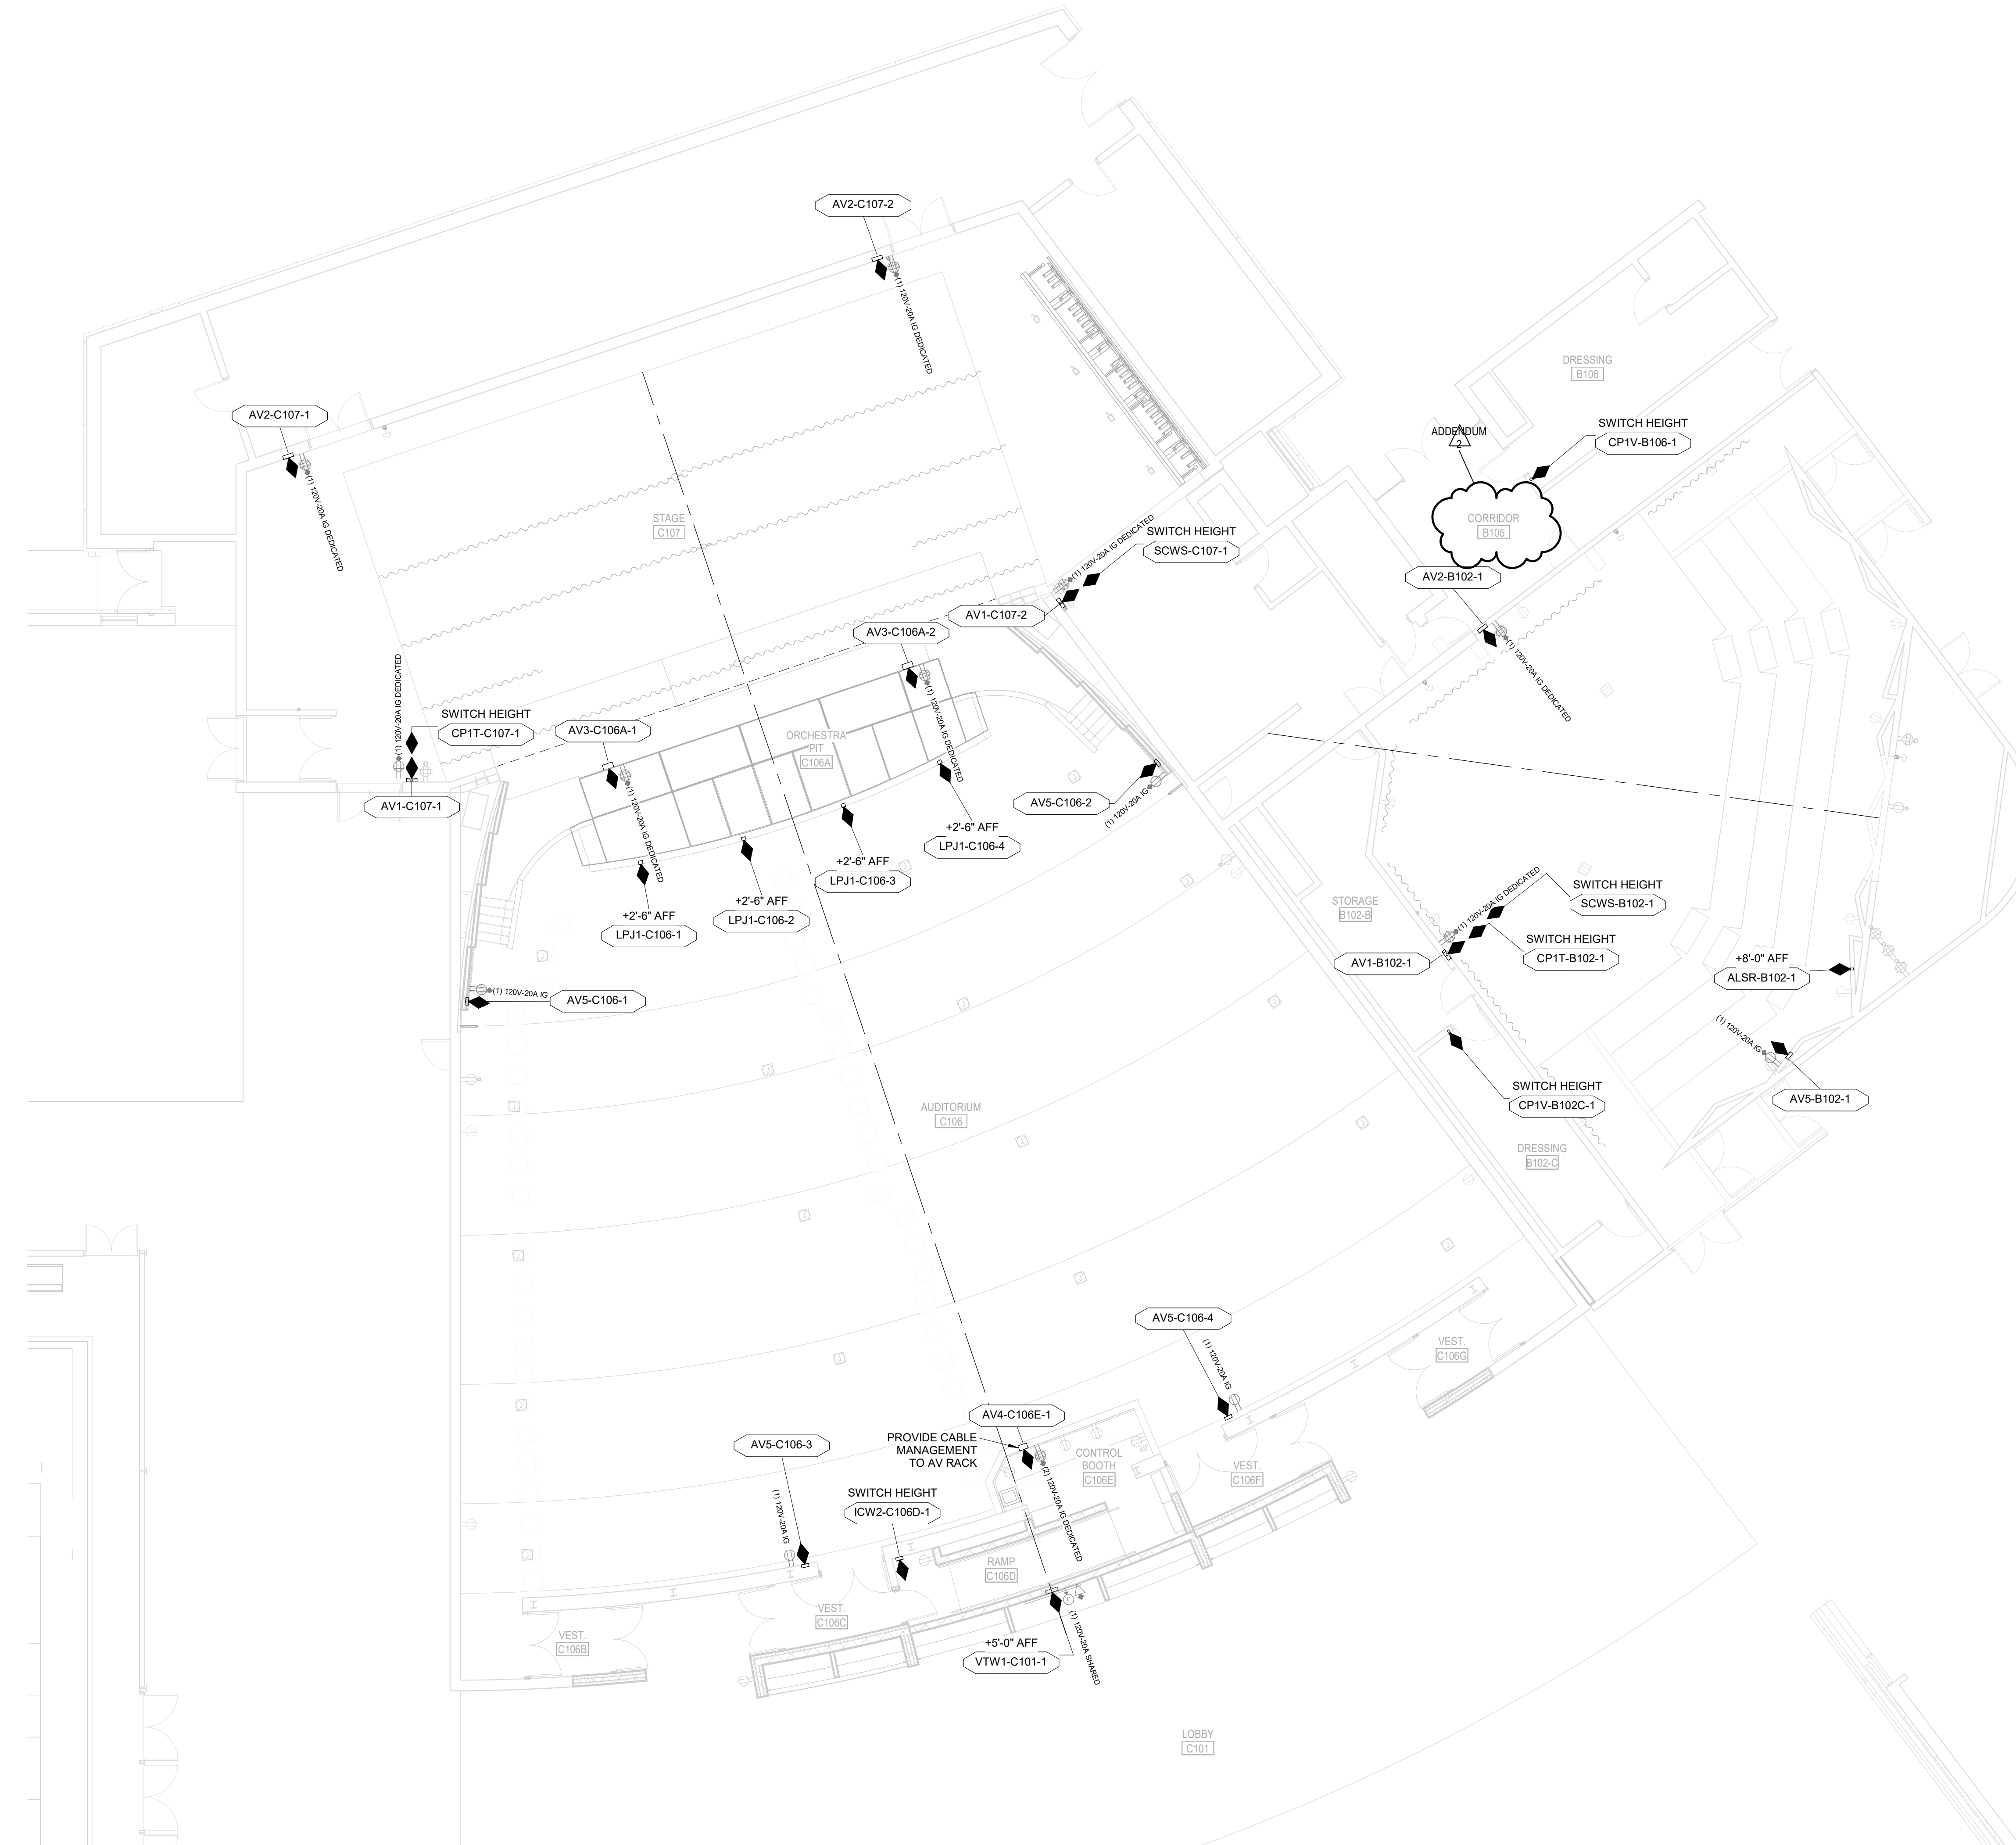 AV2-C107-2
(1) 120V-20A IG DEDICATED
DRESSING
B106
AV2-C107-1
(1) 120V-20A IG DEDICATED
ADDENDUM
2
SWITCH HEIGHT
CP1V-B106-1
STAGE
C107
CORRIDOR
B105
(1) 120V-20A IG DEDICATED
SWITCH HEIGHT
SCWS-C107-1
AV2-B102-1
(1) 120V-20A IG DEDICATED
AV1-C107-2
AV3-C106A-2
(1) 120V-20A IG DEDICATED
(1) 120V-20A IG DEDICATED
SWITCH HEIGHT
CP1T-C107-1
AV3-C106A-1
(1) 120V-20A IG DEDICATED
ORCHESTRA
PIT
C106A
AV1-C107-1
AV5-C106-2
(1) 120V-20A IG
+2'-6" AFF
LPJ1-C106-4
+2'-6" AFF
LPJ1-C106-3
+2'-6" AFF
LPJ1-C106-2
+2'-6" AFF
LPJ1-C106-1
J
J
J
STORAGE
B102-B
(1) 120V-20A IG DEDICATED
SWITCH HEIGHT
SCWS-B102-1
SWITCH HEIGHT
CP1T-B102-1
AV1-B102-1
+8'-0" AFF
ALSR-B102-1
(1) 120V-20A IG
AV5-C106-1
J
J
J
(1) 120V-20A IG
AV5-B102-1
J
J
SWITCH HEIGHT
CP1V-B102C-1
AUDITORIUM
C106
J
J
DRESSING
B102-C
J
J
J
J
AV5-C106-4
(1) 120V-20A IG
VEST.
C106G
J
J
AV4-C106E-1
PROVIDE CABLE
MANAGEMENT
TO AV RACK
(2) 120V-20A IG DEDICATED
CONTROL
BOOTH
C106E
VEST.
C106F
AV5-C106-3
(1) 120V-20A IG
SWITCH HEIGHT
ICW2-C106D-1
J
RAMP
C106D
VEST.
C106C
VEST.
C106B
+5'-0" AFF
VTW1-C101-1
(1) 120V-20A SHARED
LOBBY
C101